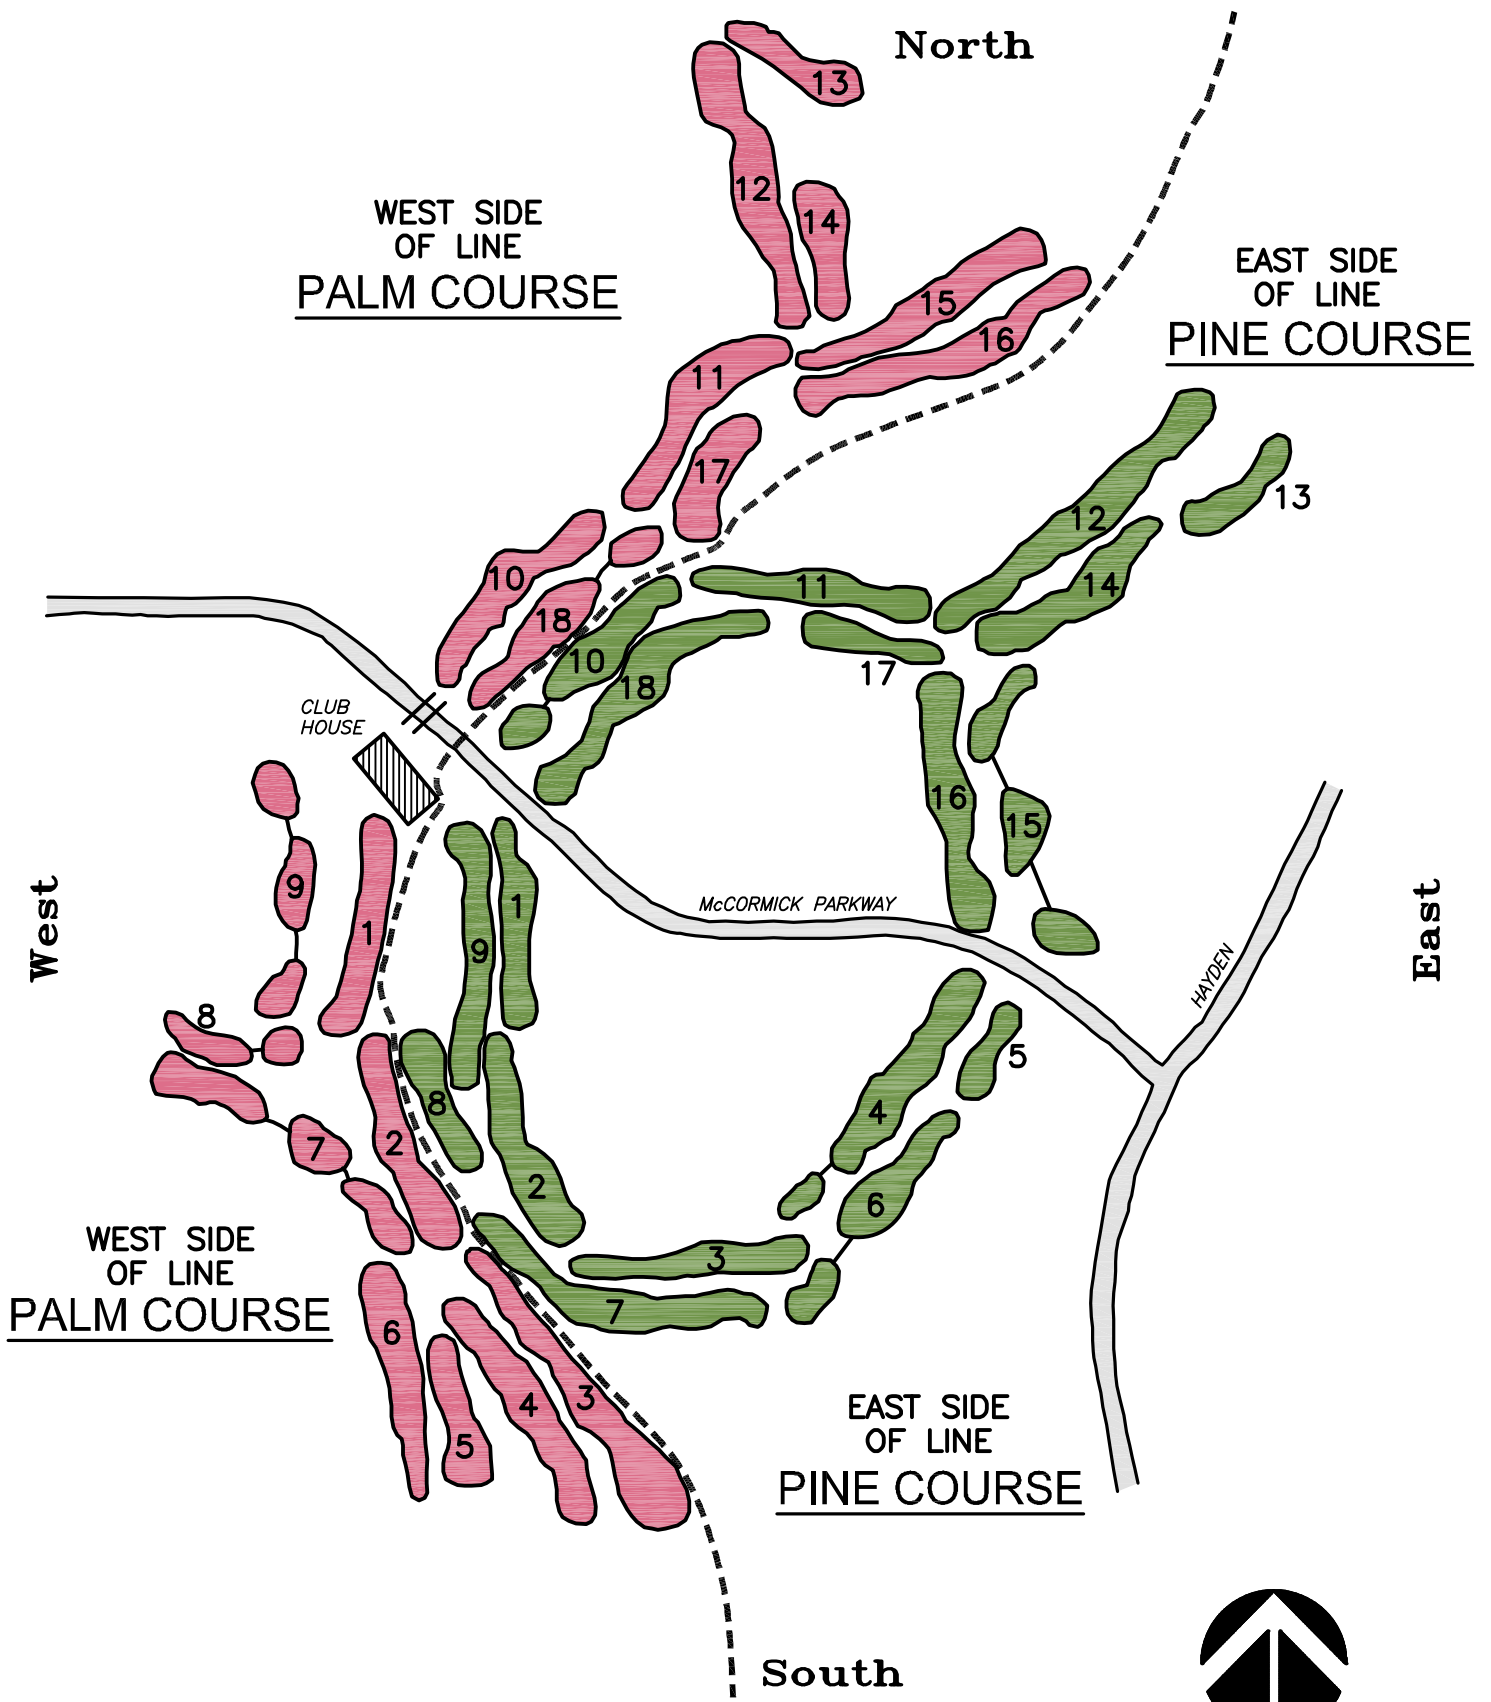 North
13
12
WEST SIDE
OF LINE
PALM COURSE
14
EAST SIDE
OF LINE
PINE COURSE
15
16
11
17
12
13
10
11
14
18
10
18
17
CLUB
HOUSE
16
15
9
1
1
McCORMICK PARKWAY
West
East
9
HAYDEN
8
5
8
4
2
7
2
6
WEST SIDE
OF LINE
PALM COURSE
3
7
6
3
4
5
EAST SIDE
OF LINE
PINE COURSE
South